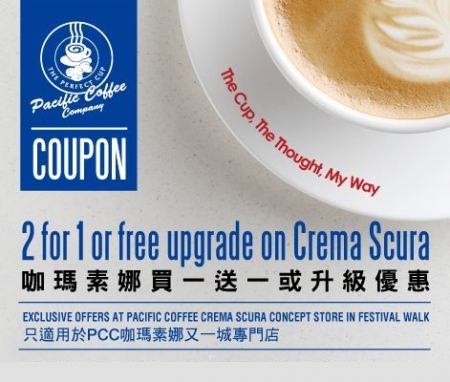 THE PERFECT CUP
Pacific Coffee
Company
COUPON
The Cup, The Thought, My Way
2 for 1 or free upgrade on Crema Scura
咖瑪素娜買一送一或升級優惠
EXCLUSIVE OFFERS AT PACIFIC COFFEE CREMA SCURA CONCEPT STORE IN FESTIVAL WALK
只適用於PCC咖瑪素娜又一城專門店